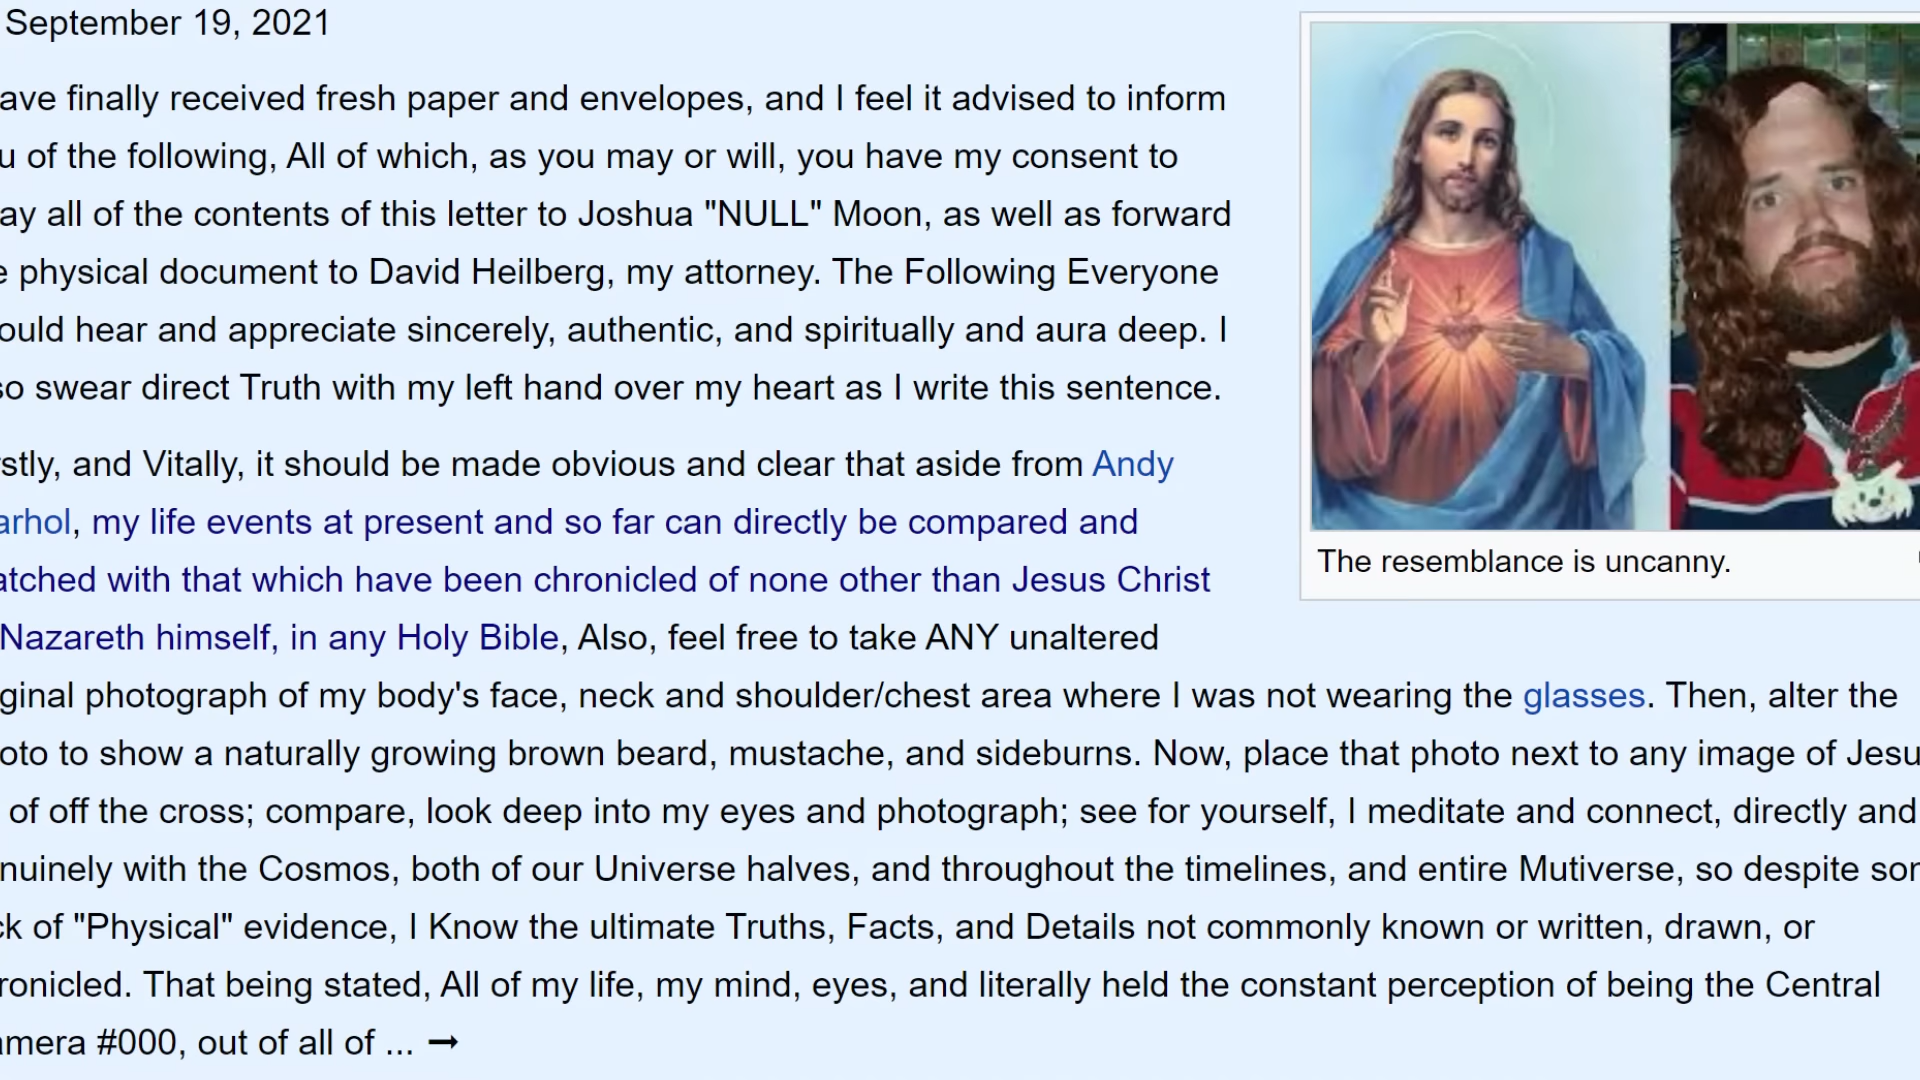 September 19, 2021
ave finally received fresh paper and envelopes, and I feel it advised to inform
u of the following, All of which, as you may or will, you have my consent to
ay all of the contents of this letter to Joshua "NULL" Moon, as well as forward
e physical document to David Heilberg, my attorney. The Following Everyone
ould hear and appreciate sincerely, authentic, and spiritually and aura deep. I
so swear direct Truth with my left hand over my heart as I write this sentence.
rstly, and Vitally, it should be made obvious and clear that aside from Andy
arhol, my life events at present and so far can directly be compared and
atched with that which have been chronicled of none other than Jesus Christ
Nazareth himself, in any Holy Bible, Also, feel free to take ANY unaltered
ginal photograph of my body's face, neck and shoulder/chest area where I was not wearing the glasses. Then, alter the
oto to show a naturally growing brown beard, mustache, and sideburns. Now, place that photo next to any image of Jesu
of off the cross; compare, look deep into my eyes and photograph; see for yourself, I meditate and connect, directly and
nuinely with the Cosmos, both of our Universe halves, and throughout the timelines, and entire Mutiverse, so despite so
ck of "Physical" evidence, I Know the ultimate Truths, Facts, and Details not commonly known or written, drawn, or
ronicled. That being stated, All of my life, my mind, eyes, and literally held the constant perception of being the Central
amera #000, out of all of ... →
The resemblance is uncanny.